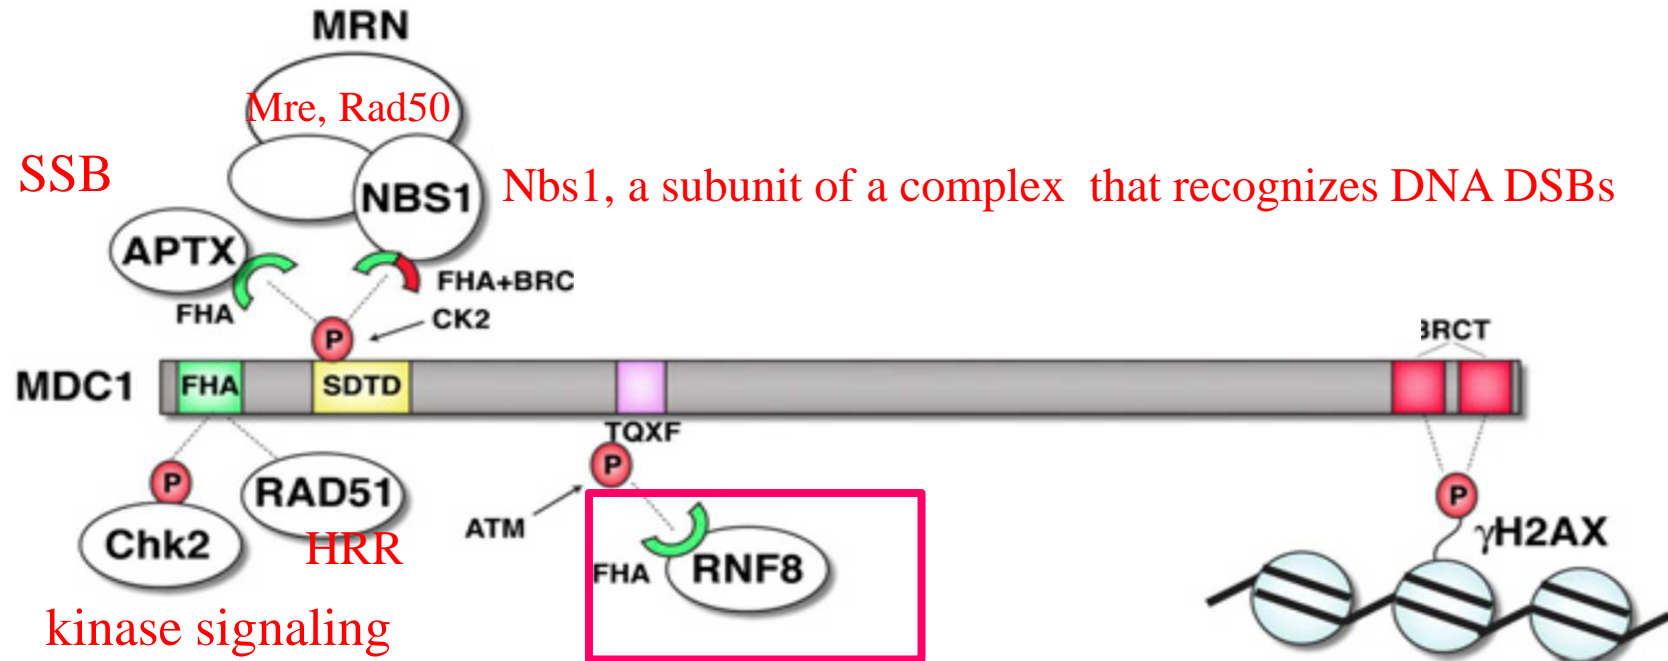 MRN
Mre, Rad50
SSB
NBS1
Nbs1, a subunit of a complex that recognizes DNA DSBs
APTX
FHA+BRC
FHA
CK2
P
BRCT
MDC1
FHA
SDTD
TQXF
P
P
P
RAD51
Chk2
HRR
ATM
γH2AX
FHA
RNF8
kinase signaling